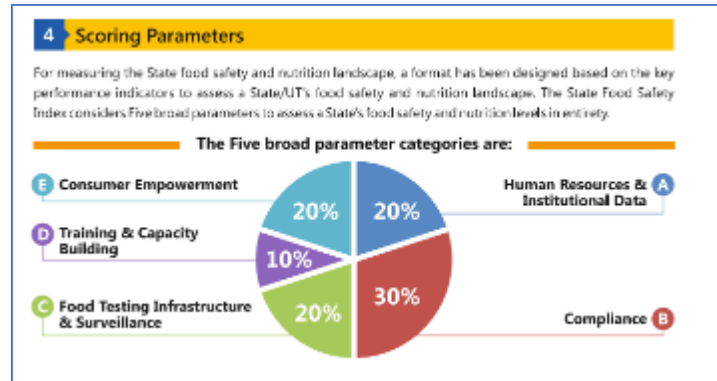 4 Scoring Parameters
For measuring the State food safety and nutrition landscape, a format has been designed based on the key
performance indicators to assess a State/UT's food safety and nutrition landscape. The State Food Safety
Index considers Five broad parameters to assess a State's food safety and nutrition levels in entirety.
The Five broad parameter categories are:
E Consumer Empowerment
20%
20%
Human Resources & A
Institutional Data
D Training & Capacity
Building
10%
30%
C Food Testing Infrastructure
& Surveillance
20%
Compliance B